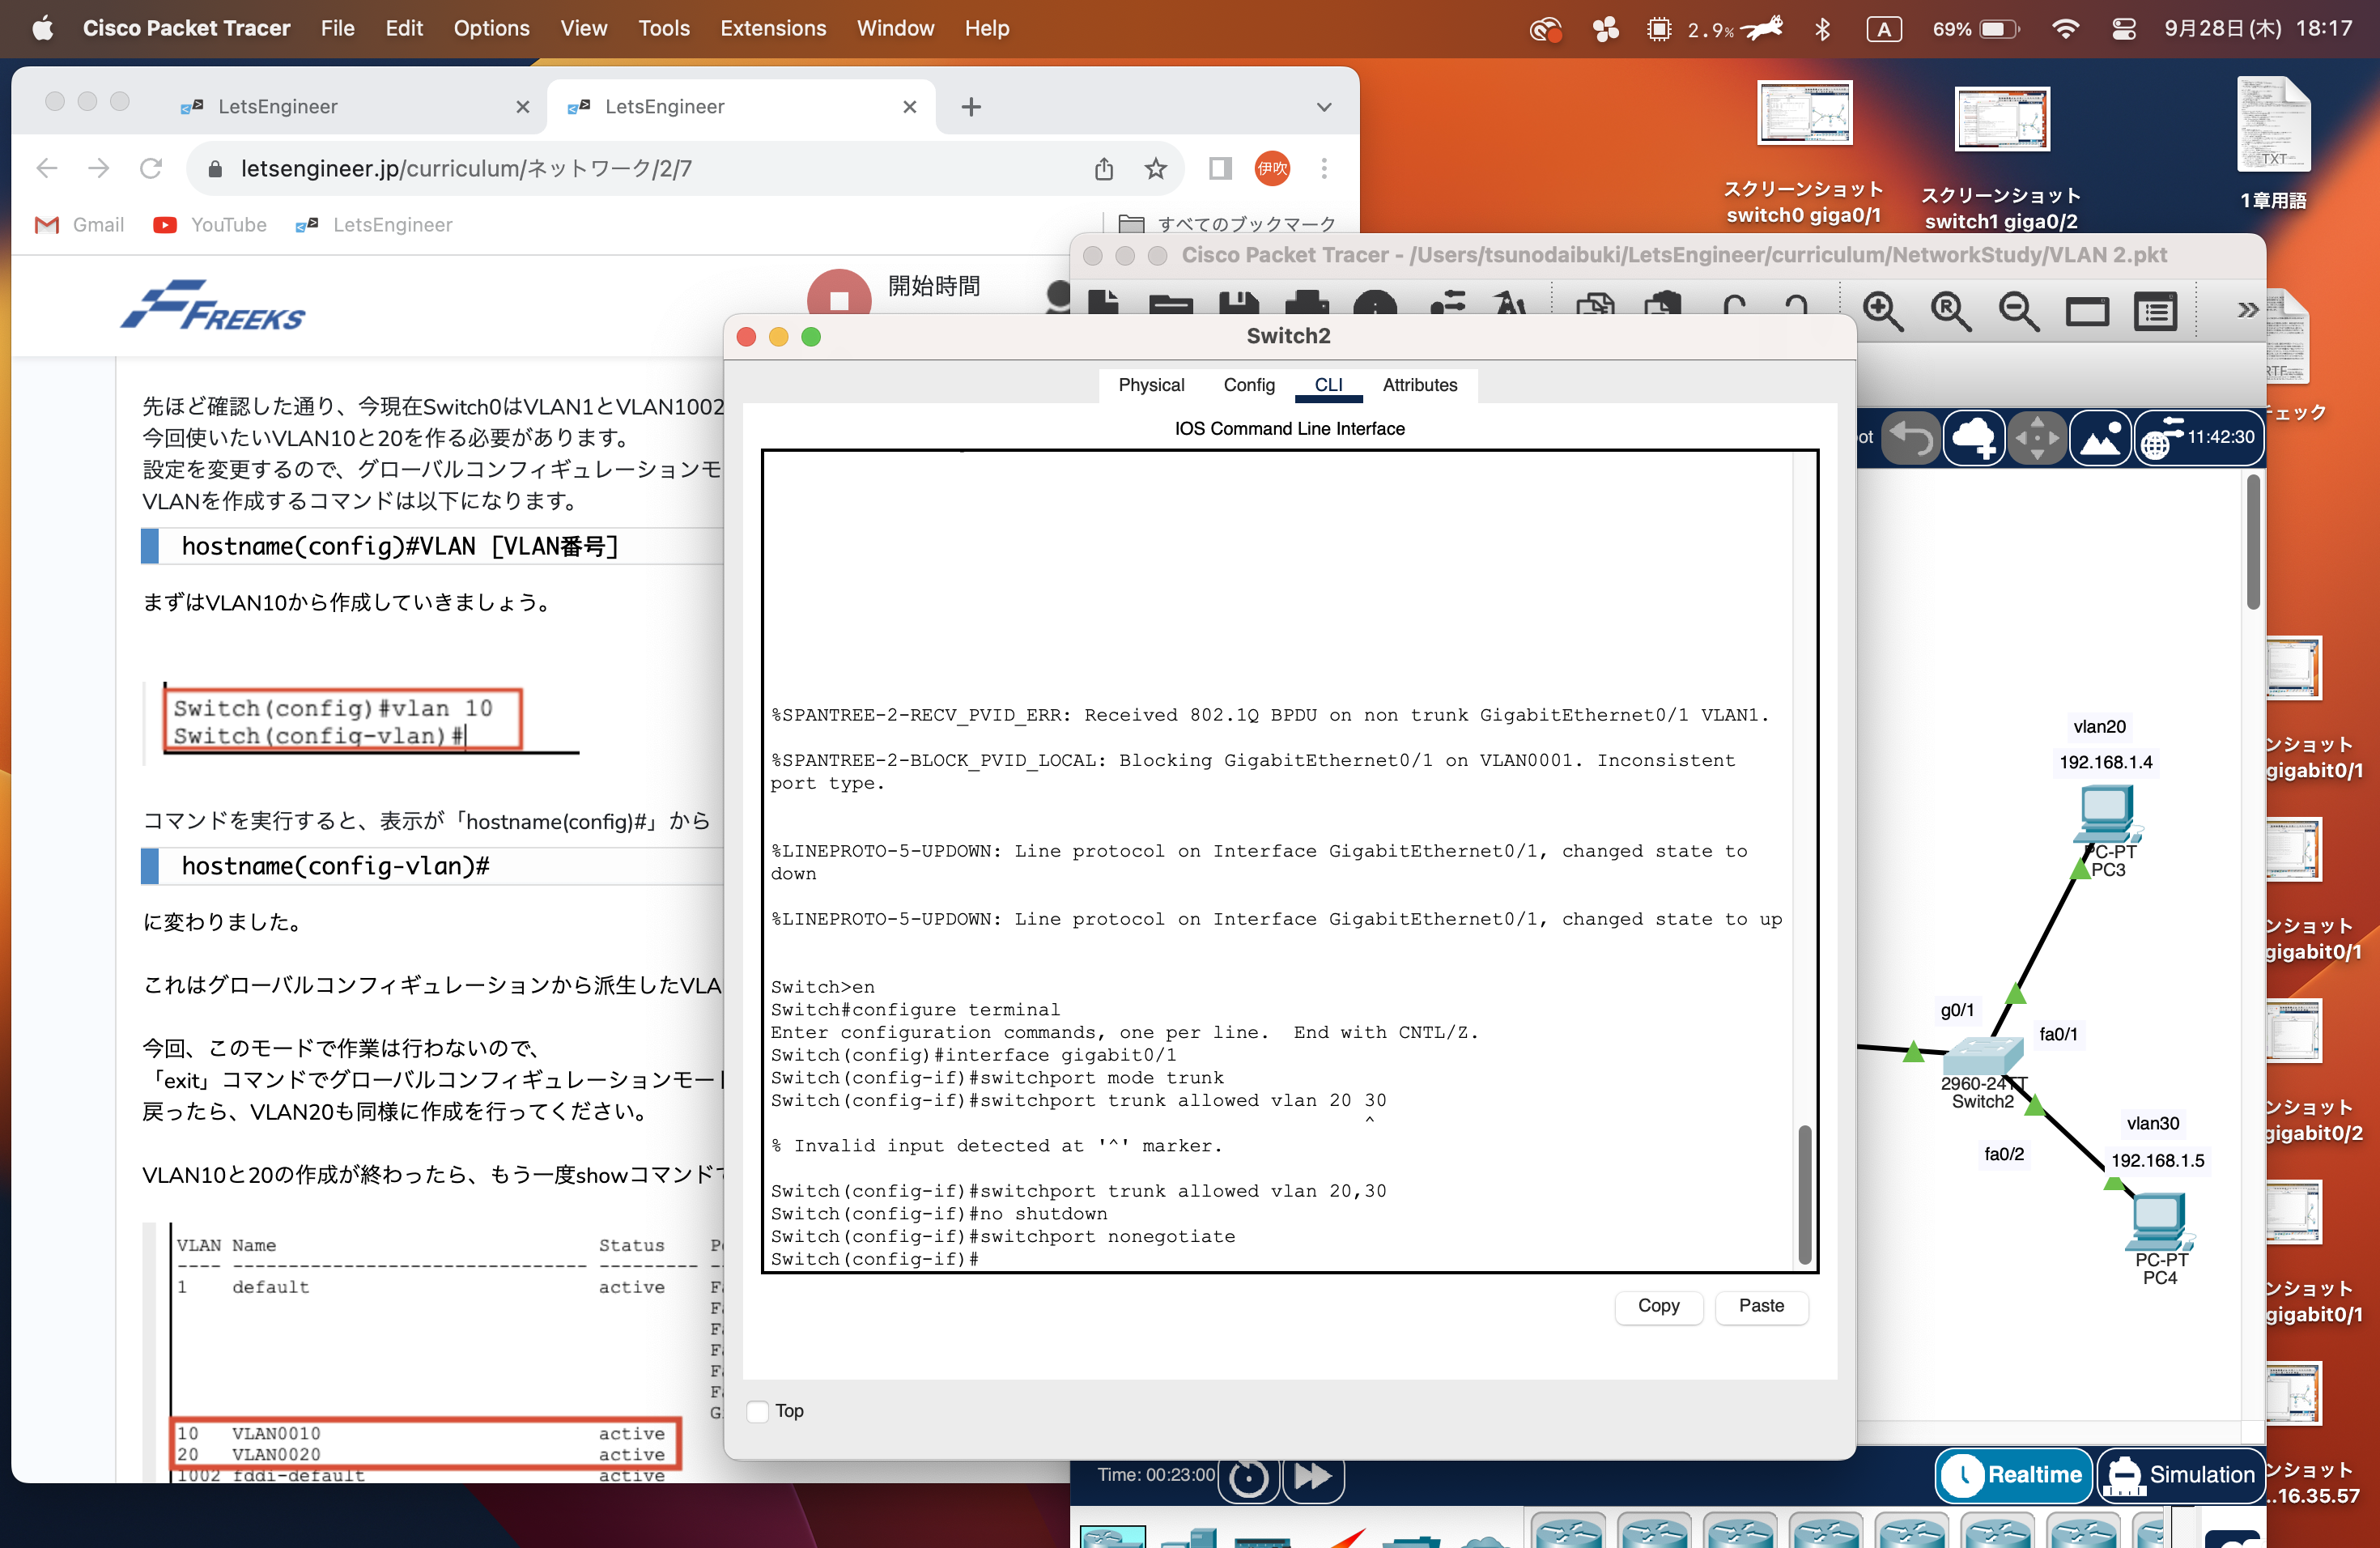 Cisco Packet Tracer File Edit Options View Tools Extensions Window Help
2.9% A 69% 9月28日(木) 18:17
LetsEngineer
LetsEngineer
letsengineer.jp/curriculum/ネットワーク/2/7
伊吹
Gmail YouTube LetsEngineer すべてのブックマーク
FREEKS
開始時間
先ほど確認した通り、今現在Switch0はVLAN1とVLAN1002
今回使いたいVLAN10と20を作る必要があります。
設定を変更するので、グローバルコンフィギュレーションモ
VLANを作成するコマンドは以下になります。
hostname(config)#VLAN [VLAN番号]
まずはVLAN10から作成していきましょう。
Switch(config)#vlan 10
Switch(config-vlan)#
コマンドを実行すると、表示が「hostname(config)#」から
hostname(config-vlan)#
に変わりました。
これはグローバルコンフィギュレーションから派生したVLA
今回、このモードで作業は行わないので、
「exit」コマンドでグローバルコンフィギュレーションモード
戻ったら、VLAN20も同様に作成を行ってください。
VLAN10と20の作成が終わったら、もう一度showコマンドで
VLAN Name Status
---- -------------------------------- ---------
1 default active
10 VLAN0010 active
20 VLAN0020 active
1002 fddi-default active
Cisco Packet Tracer - /Users/tsunodaibuki/LetsEngineer/curriculum/NetworkStudy/VLAN 2.pkt
Switch2
Physical Config CLI Attributes
IOS Command Line Interface
%SPANTREE-2-RECV_PVID_ERR: Received 802.1Q BPDU on non trunk GigabitEthernet0/1 VLAN1.
%SPANTREE-2-BLOCK_PVID_LOCAL: Blocking GigabitEthernet0/1 on VLAN0001. Inconsistent
port type.
%LINEPROTO-5-UPDOWN: Line protocol on Interface GigabitEthernet0/1, changed state to
down
%LINEPROTO-5-UPDOWN: Line protocol on Interface GigabitEthernet0/1, changed state to up
Switch>en
Switch#configure terminal
Enter configuration commands, one per line.  End with CNTL/Z.
Switch(config)#interface gigabit0/1
Switch(config-if)#switchport mode trunk
Switch(config-if)#switchport trunk allowed vlan 20 30
^
% Invalid input detected at '^' marker.
Switch(config-if)#switchport trunk allowed vlan 20,30
Switch(config-if)#no shutdown
Switch(config-if)#switchport nonegotiate
Switch(config-if)#
Copy Paste
Top
ot 11:42:30
vlan20
192.168.1.4
PC-PT
PC3
g0/1
fa0/1
2960-24TT
Switch2
vlan30
fa0/2
192.168.1.5
PC-PT
PC4
Time: 00:23:00
Realtime Simulation
スクリーンショット
switch0 giga0/1
スクリーンショット
switch1 giga0/2
TXT
1章用語
RTF
チェック
ンショット
gigabit0/1
ンショット
gigabit0/1
ンショット
gigabit0/2
ンショット
gigabit0/1
ンショット
..16.35.57